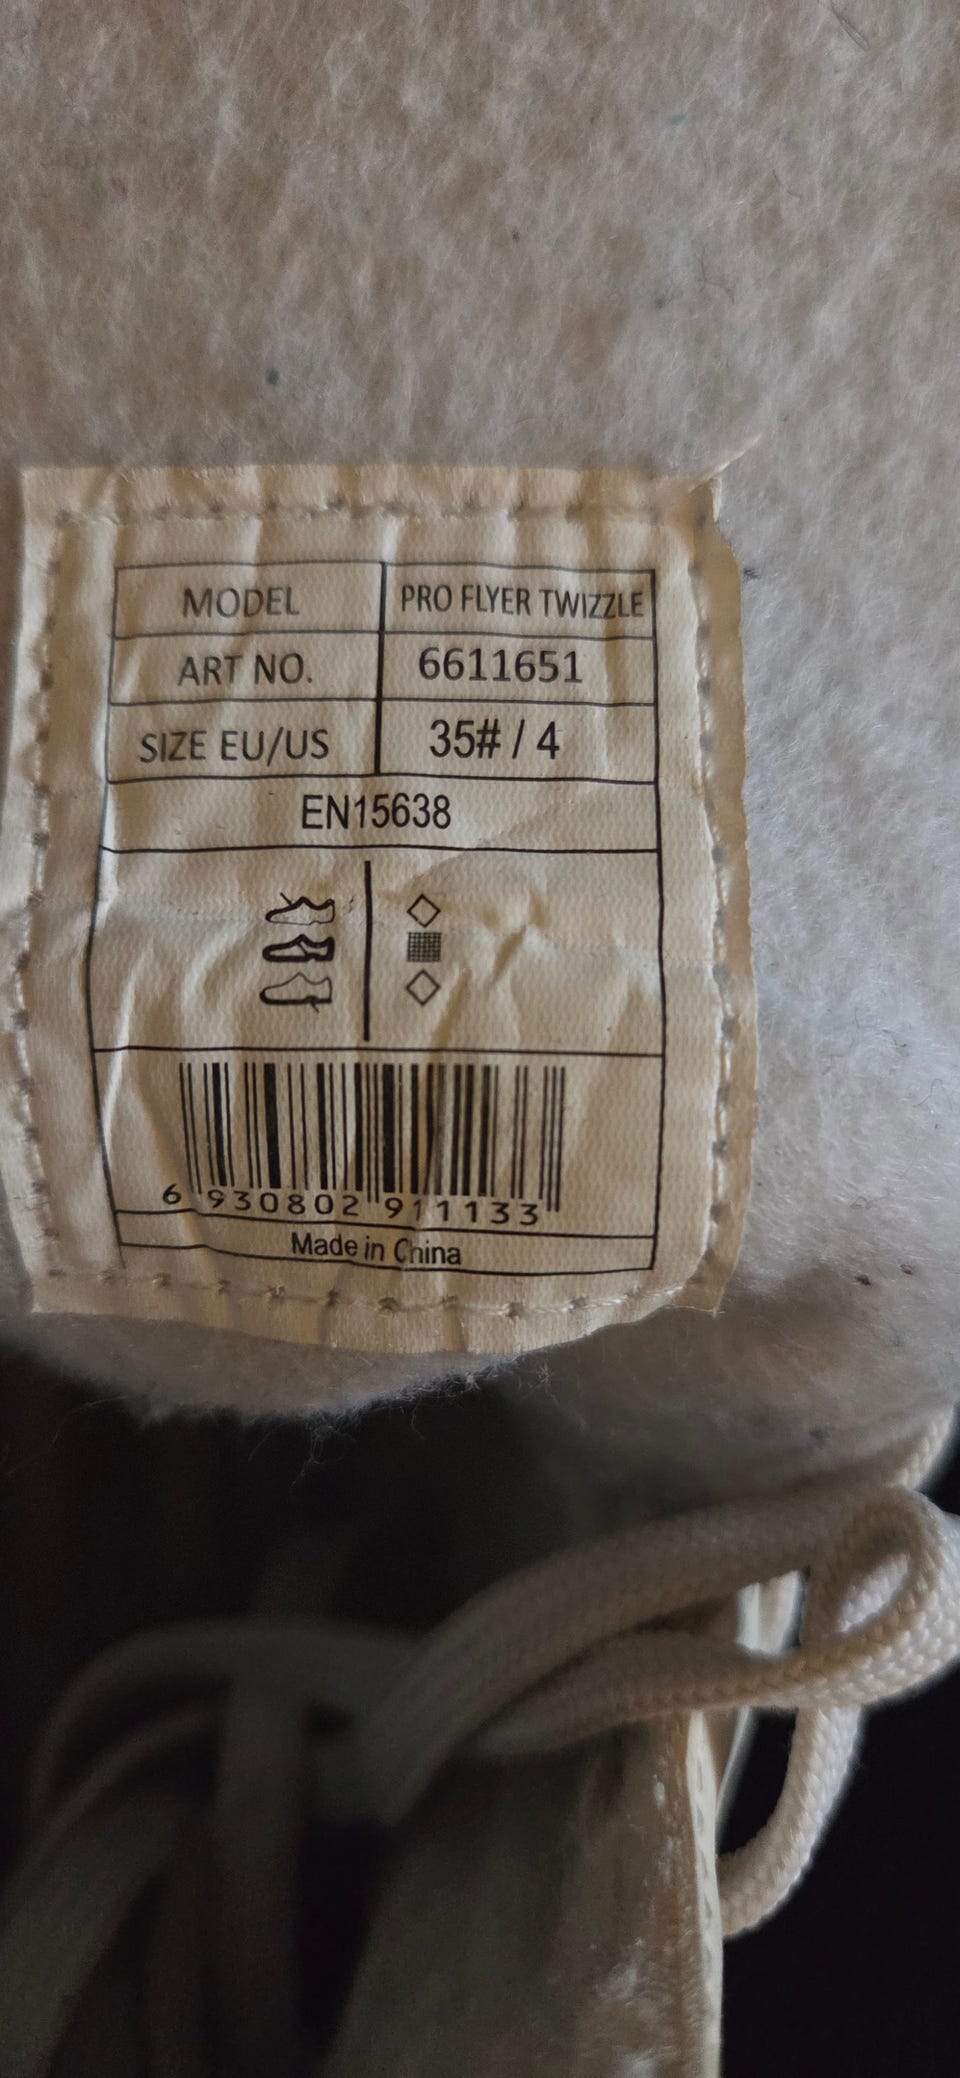 MODEL PRO FLYER TWIZZLE
ART NO. 6611651
SIZE EU/US 35# / 4
EN15638
6 930802 911133
Made in China